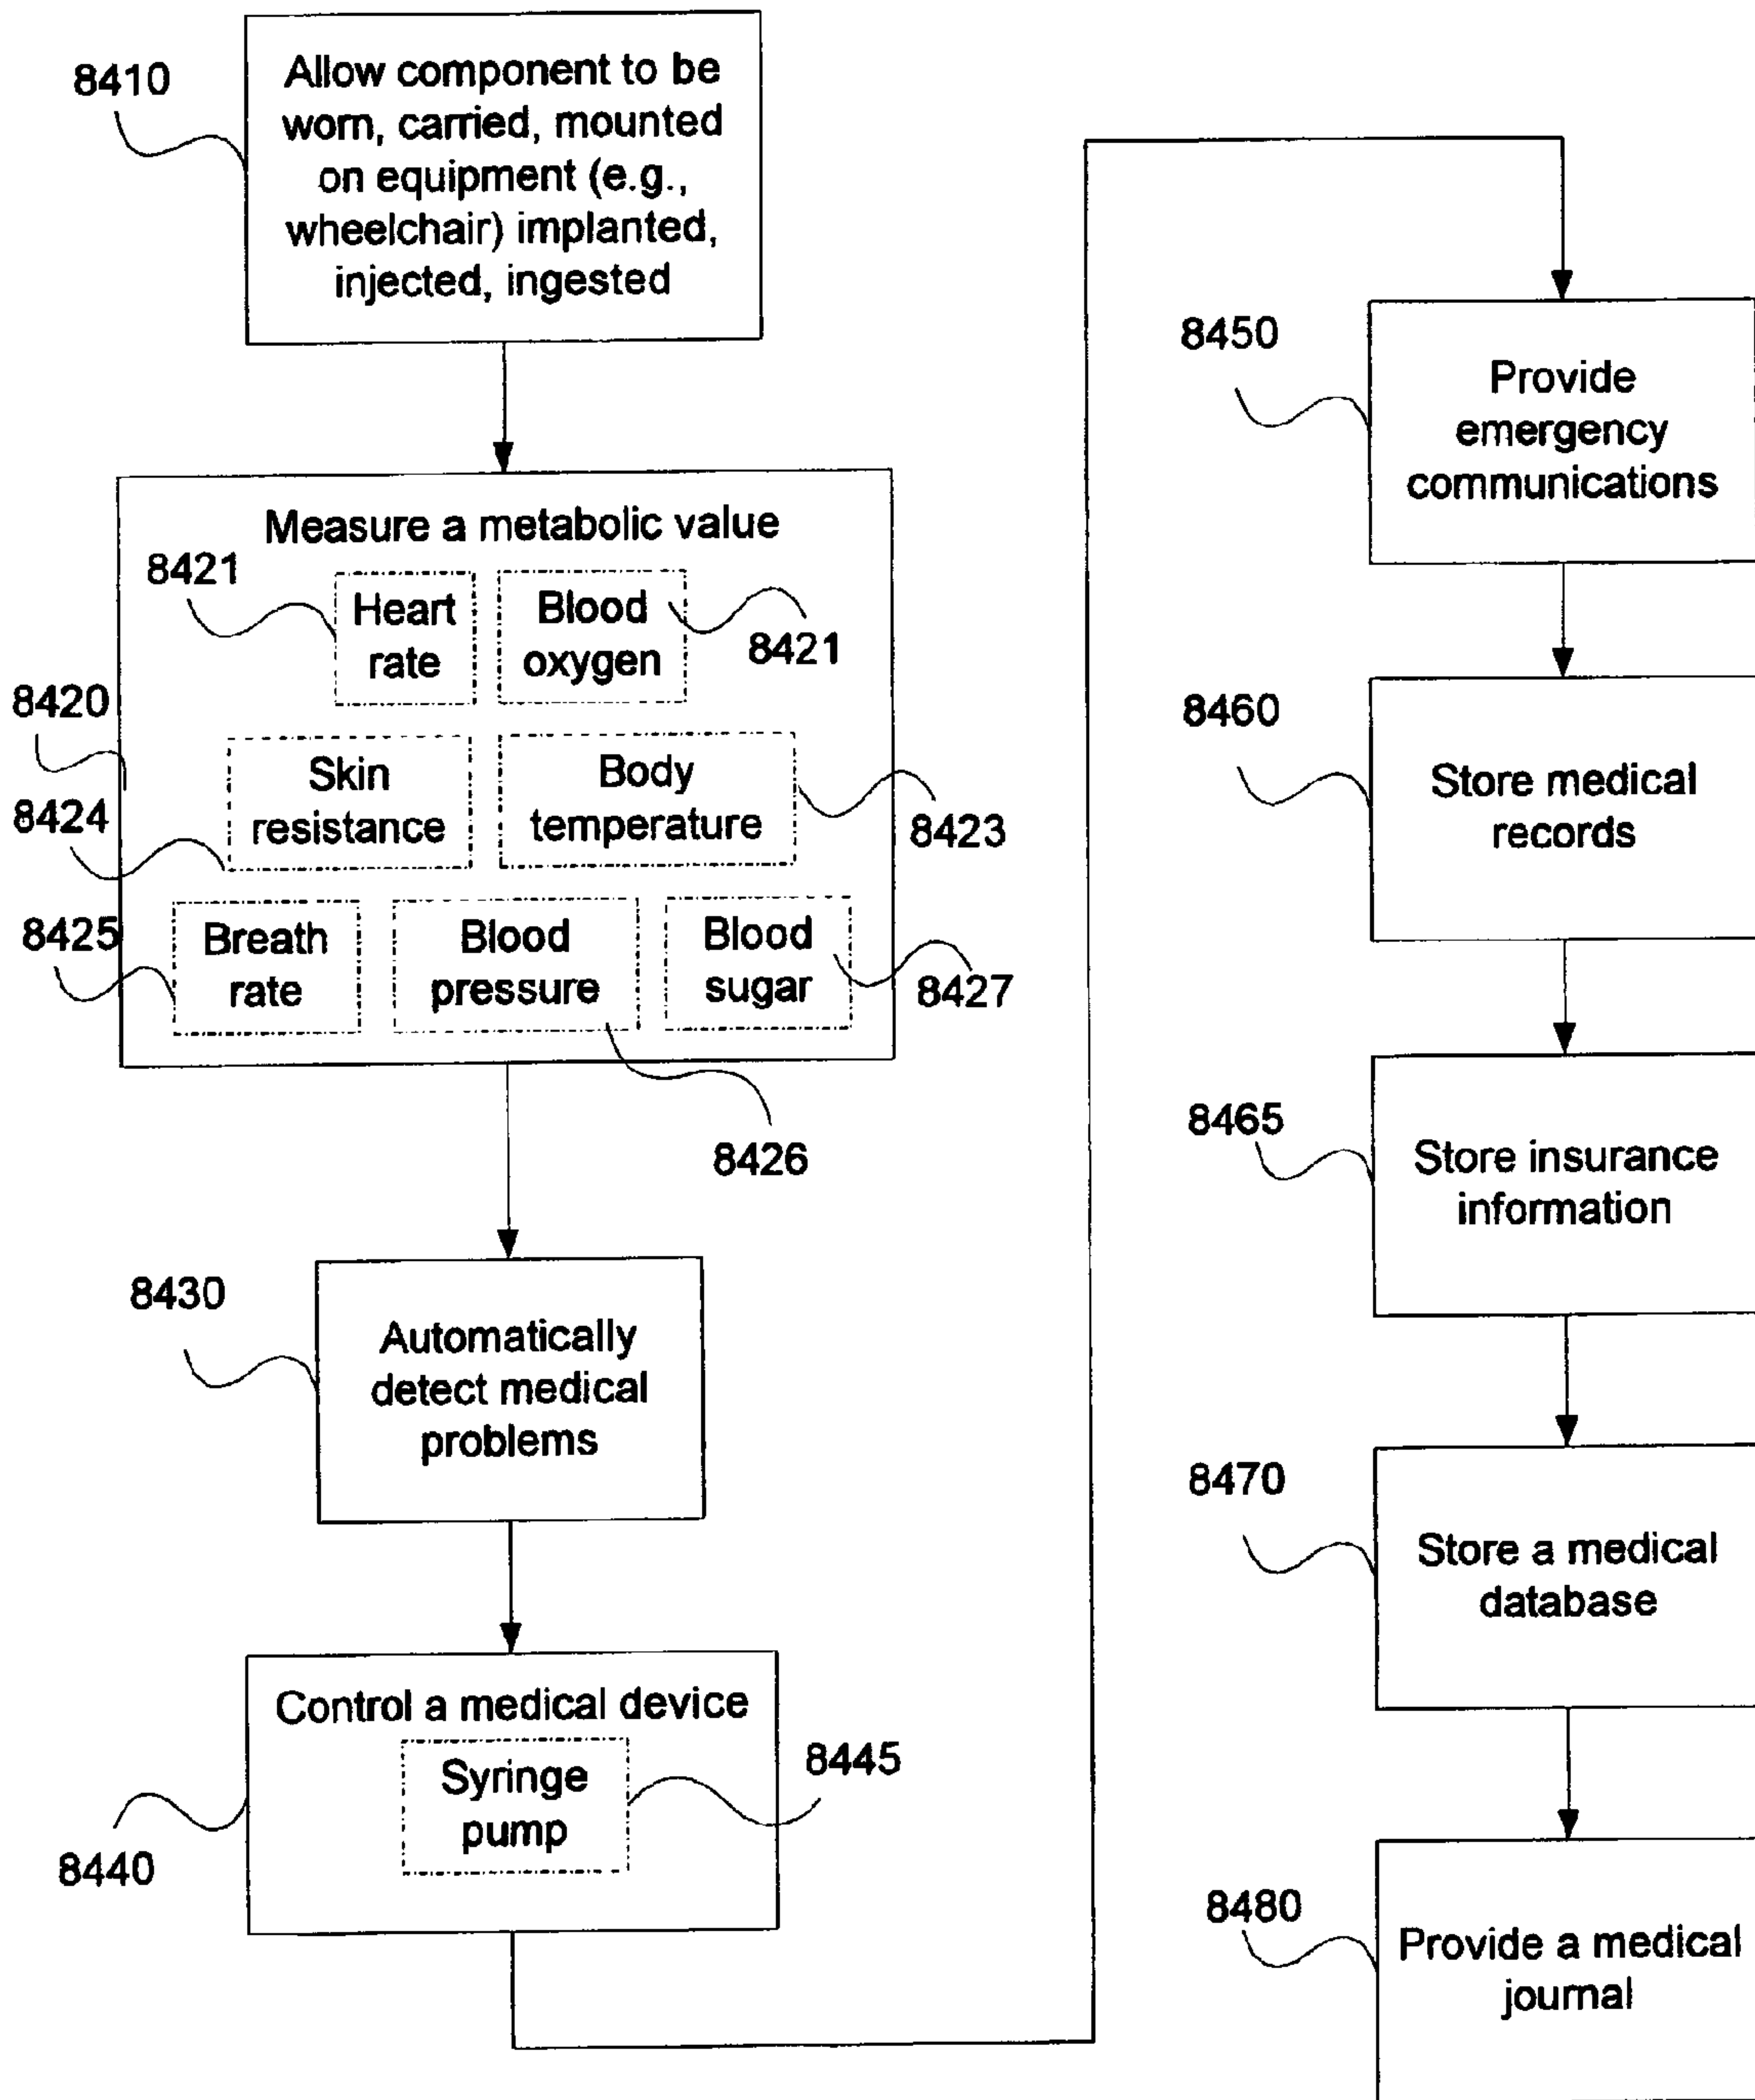 8410
Allow component to be
worn, carried, mounted
on equipment (e.g.,
wheelchair) implanted,
injected, ingested
Measure a metabolic value
8421
Heart
rate
Blood
oxygen
8421
8420
Skin
resistance
Body
temperature
8424
8423
8425
Breath
rate
Blood
pressure
Blood
sugar
8427
8426
8430
Automatically
detect medical
problems
Control a medical device
Syringe
pump
8445
8440
8450
Provide
emergency
communications
8460
Store medical
records
8465
Store insurance
information
8470
Store a medical
database
8480
Provide a medical
journal